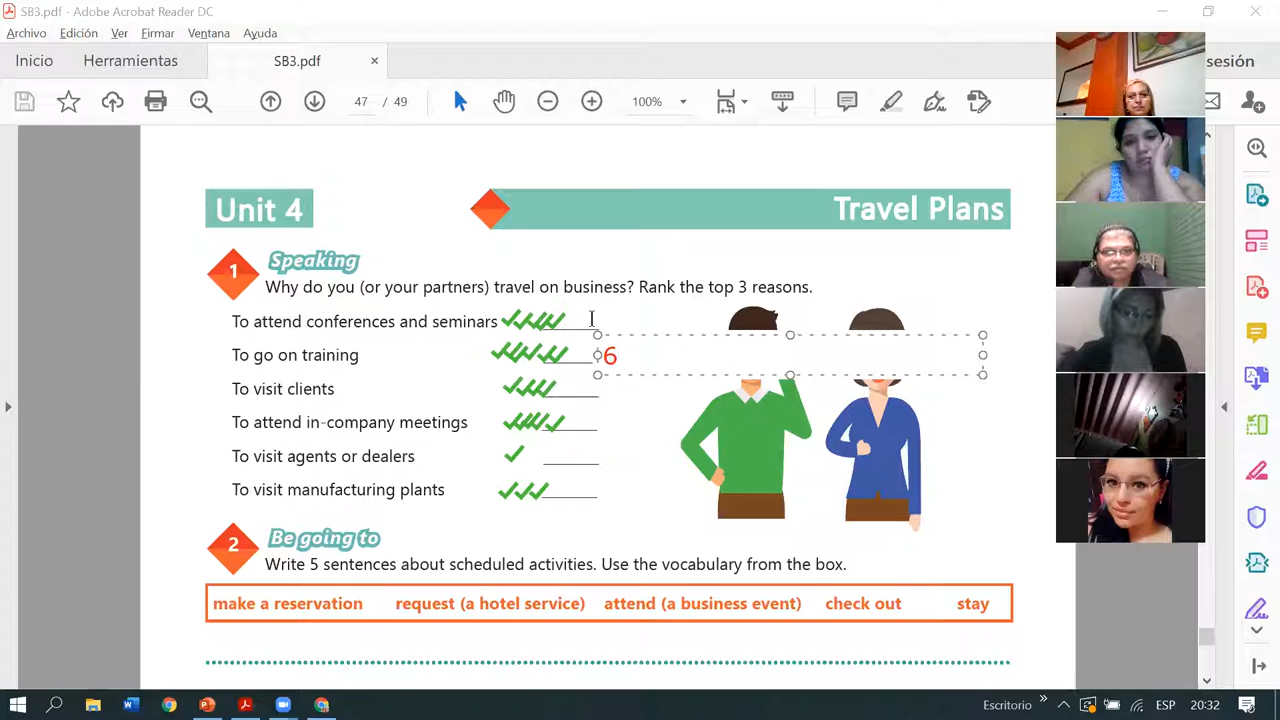 SB3.pdf - Adobe Acrobat Reader DC
Archivo Edición Ver Firmar Ventana Ayuda
Inicio Herramientas SB3.pdf × sesión
47 / 49 100%
Unit 4 Travel Plans
1 Speaking
Why do you (or your partners) travel on business? Rank the top 3 reasons.
To attend conferences and seminars
To go on training 6
To visit clients
To attend in-company meetings
To visit agents or dealers
To visit manufacturing plants
2 Be going to
Write 5 sentences about scheduled activities. Use the vocabulary from the box.
make a reservation request (a hotel service) attend (a business event) check out stay
Escritorio » ESP 20:32